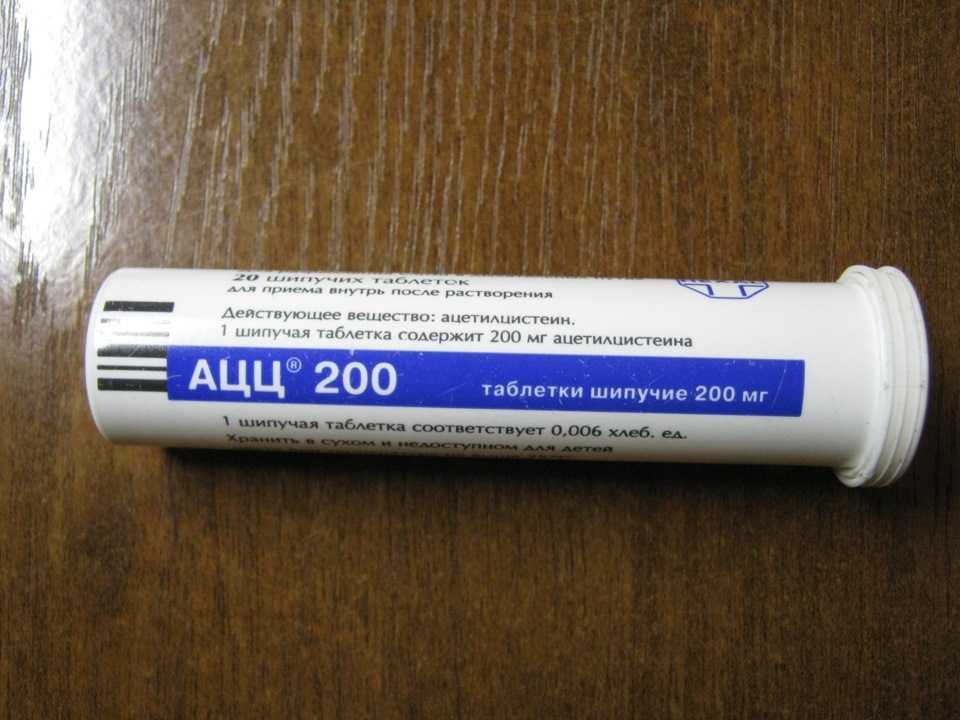 20 шипучих таблеток
для приема внутрь после растворения
Действующее вещество: ацетилцистеин.
1 шипучая таблетка содержит 200 мг ацетилцистеина
АЦЦ® 200 таблетки шипучие 200 мг
1 шипучая таблетка соответствует 0,006 хлеб. ед.
Хранить в сухом и недоступном для детей